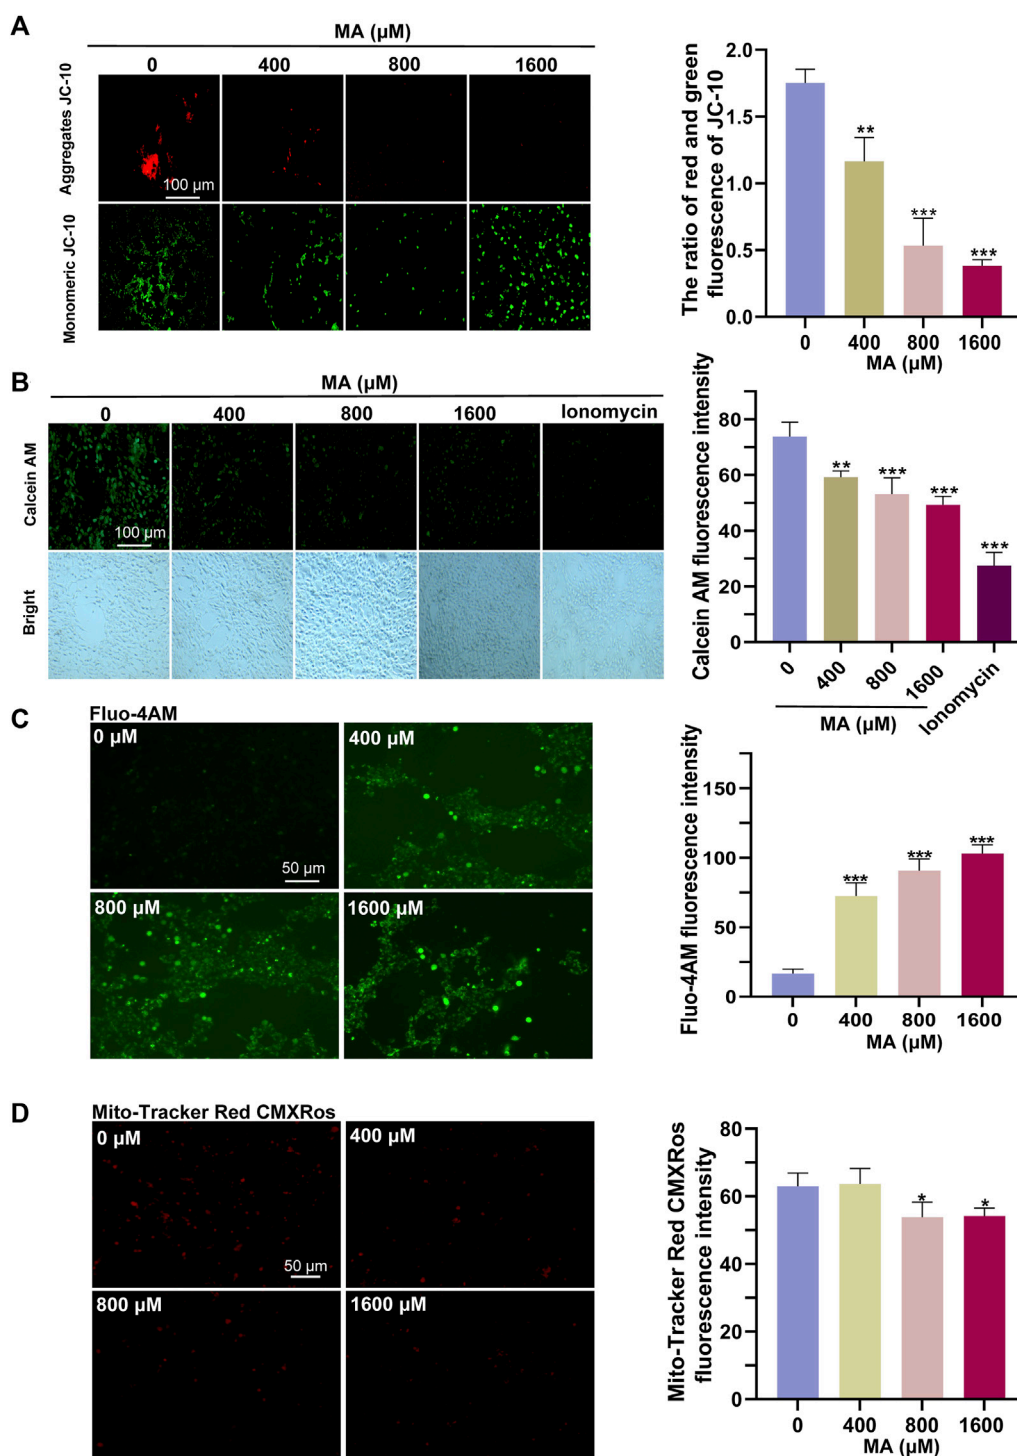 A
MA (µM)
0 400 800 1600
Aggregates JC-10
100 µm
Monomeric JC-10
The ratio of red and green
fluorescence of JC-10
2.0
1.5
1.0
0.5
0.0
**
***
***
0 400 800 1600
MA (µM)
B
MA (µM)
0 400 800 1600 Ionomycin
Calcein AM
100 µm
Bright
Calcein AM fluorescence intensity
80
60
40
20
0
**
***
***
***
0 400 800 1600 Ionomycin
MA (µM)
C
Fluo-4AM
0 µM
50 µm
400 µM
800 µM
1600 µM
Fluo-4AM fluorescence intensity
150
100
50
0
***
***
***
0 400 800 1600
MA (µM)
D
Mito-Tracker Red CMXRos
0 µM
50 µm
400 µM
800 µM
1600 µM
Mito-Tracker Red CMXRos
fluorescence intensity
80
60
40
20
0
*
*
0 400 800 1600
MA (µM)